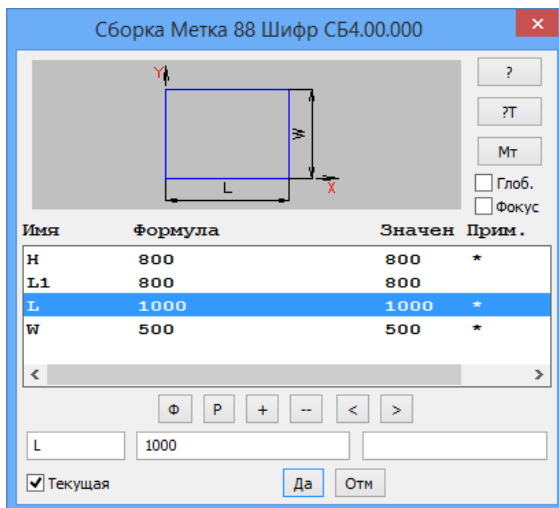 Сборка Метка 88 Шифр СБ4.00.000
×
Y
W
L
X
?
?Т
Мт
Глоб.
Фокус
Имя Формула Значен Прим.
H 800 800 *
L1 800 800
L 1000 1000 *
W 500 500 *
< >
Ф Р + -- < >
L 1000
Текущая Да Отм